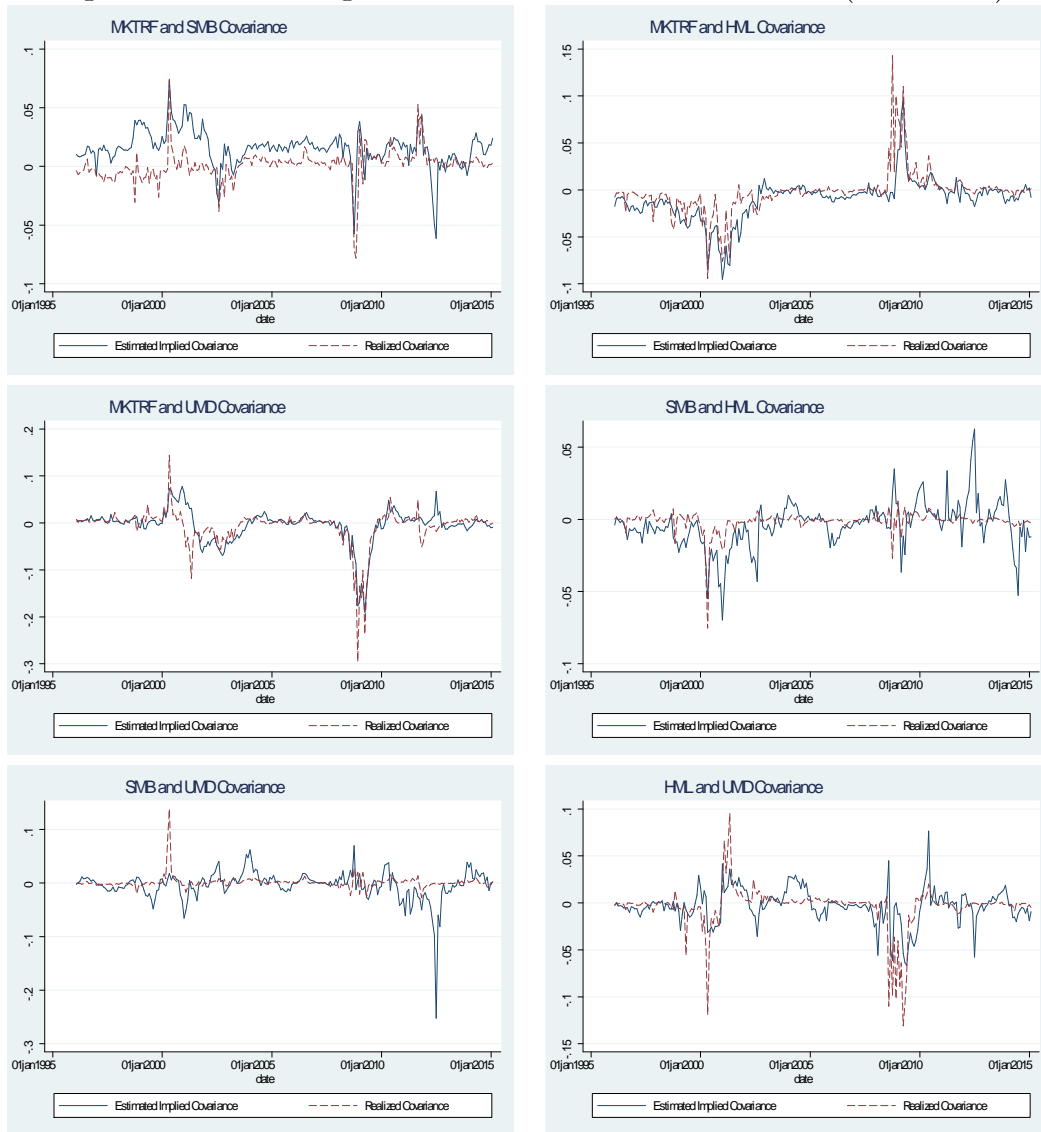 MKTRF and SMB Covariance
.1
.05
0
-.05
-.1
01jan1995 01jan2000 01jan2005 01jan2010 01jan2015
date
Estimated Implied Covariance Realized Covariance
MKTRF and HML Covariance
.15
.1
.05
0
-.05
-.1
01jan1995 01jan2000 01jan2005 01jan2010 01jan2015
date
Estimated Implied Covariance Realized Covariance
MKTRF and UMD Covariance
.2
.1
0
-.1
-.2
-.3
01jan1995 01jan2000 01jan2005 01jan2010 01jan2015
date
Estimated Implied Covariance Realized Covariance
SMB and HML Covariance
.05
0
-.05
-.1
01jan1995 01jan2000 01jan2005 01jan2010 01jan2015
date
Estimated Implied Covariance Realized Covariance
SMB and UMD Covariance
.1
0
-.1
-.2
-.3
01jan1995 01jan2000 01jan2005 01jan2010 01jan2015
date
Estimated Implied Covariance Realized Covariance
HML and UMD Covariance
.1
.05
0
-.05
-.1
-.15
01jan1995 01jan2000 01jan2005 01jan2010 01jan2015
date
Estimated Implied Covariance Realized Covariance